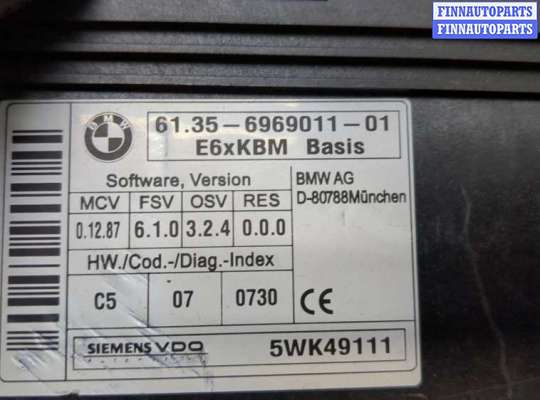 FINNAUTOPARTS
FINNAUTOPARTS
BMW
61.35-6969011-01
E6xKBM Basis
Software, Version
MCV FSV OSV RES
0.12.87 6.1.0 3.2.4 0.0.0
HW./Cod.-/Diag.-Index
C5 07 0730
BMW AG
D-80788München
CE
SIEMENS VDO 5WK49111